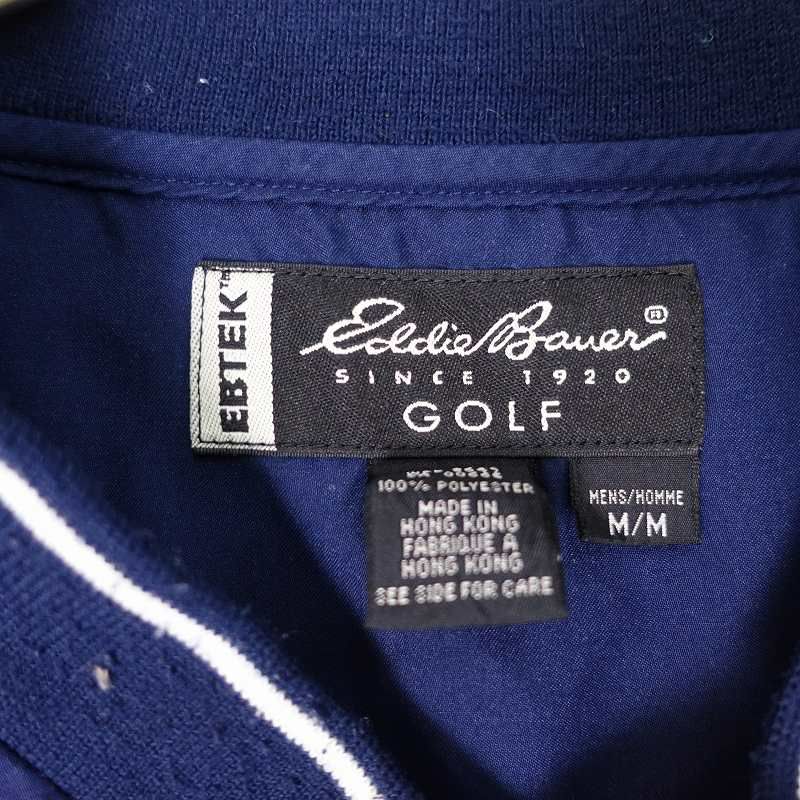 EBTEK™
Eddie Bauer®
SINCE 1920
GOLF
100% POLYESTER
MADE IN
HONG KONG
FABRIQUE A
HONG KONG
SEE SIDE FOR CARE
MENS/HOMME
M/M